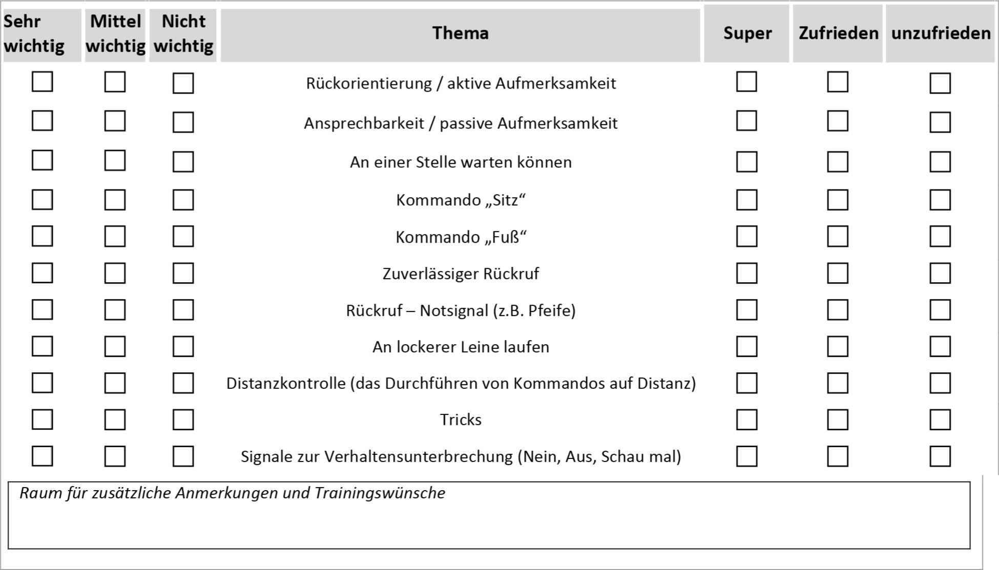 Sehr wichtig Mittel wichtig Nicht wichtig Thema Super Zufrieden unzufrieden
Rückorientierung / aktive Aufmerksamkeit
Ansprechbarkeit / passive Aufmerksamkeit
An einer Stelle warten können
Kommando „Sitz“
Kommando „Fuß“
Zuverlässiger Rückruf
Rückruf – Notsignal (z.B. Pfeife)
An lockerer Leine laufen
Distanzkontrolle (das Durchführen von Kommandos auf Distanz)
Tricks
Signale zur Verhaltensunterbrechung (Nein, Aus, Schau mal)
Raum für zusätzliche Anmerkungen und Trainingswünsche